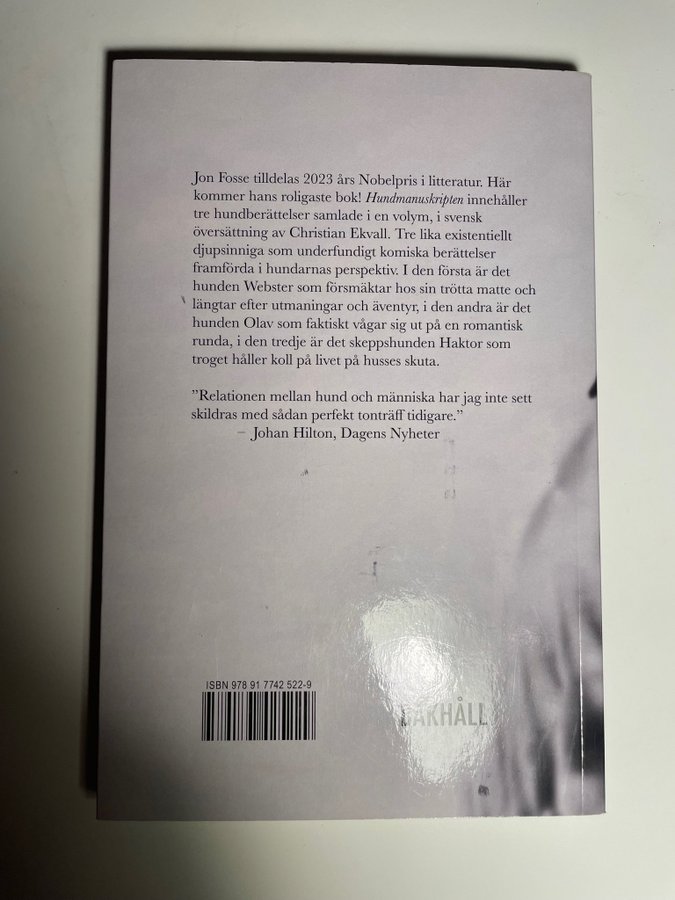 Jon Fosse tilldelas 2023 års Nobelpris i litteratur. Här
kommer hans roligaste bok! Hundmanuskripten innehåller
tre hundberättelser samlade i en volym, i svensk
översättning av Christian Ekvall. Tre lika existentiellt
djupsinniga som underfundigt komiska berättelser
framförda i hundarnas perspektiv. I den första är det
hunden Webster som försmäktar hos sin trötta matte och
längtar efter utmaningar och äventyr, i den andra är det
hunden Olav som faktiskt vågar sig ut på en romantisk
runda, i den tredje är det skeppshunden Haktor som
troget håller koll på livet på husses skuta.
”Relationen mellan hund och människa har jag inte sett
skildras med sådan perfekt tonträff tidigare.”
– Johan Hilton, Dagens Nyheter
ISBN 978 91 7742 522-9
BAKHÅLL